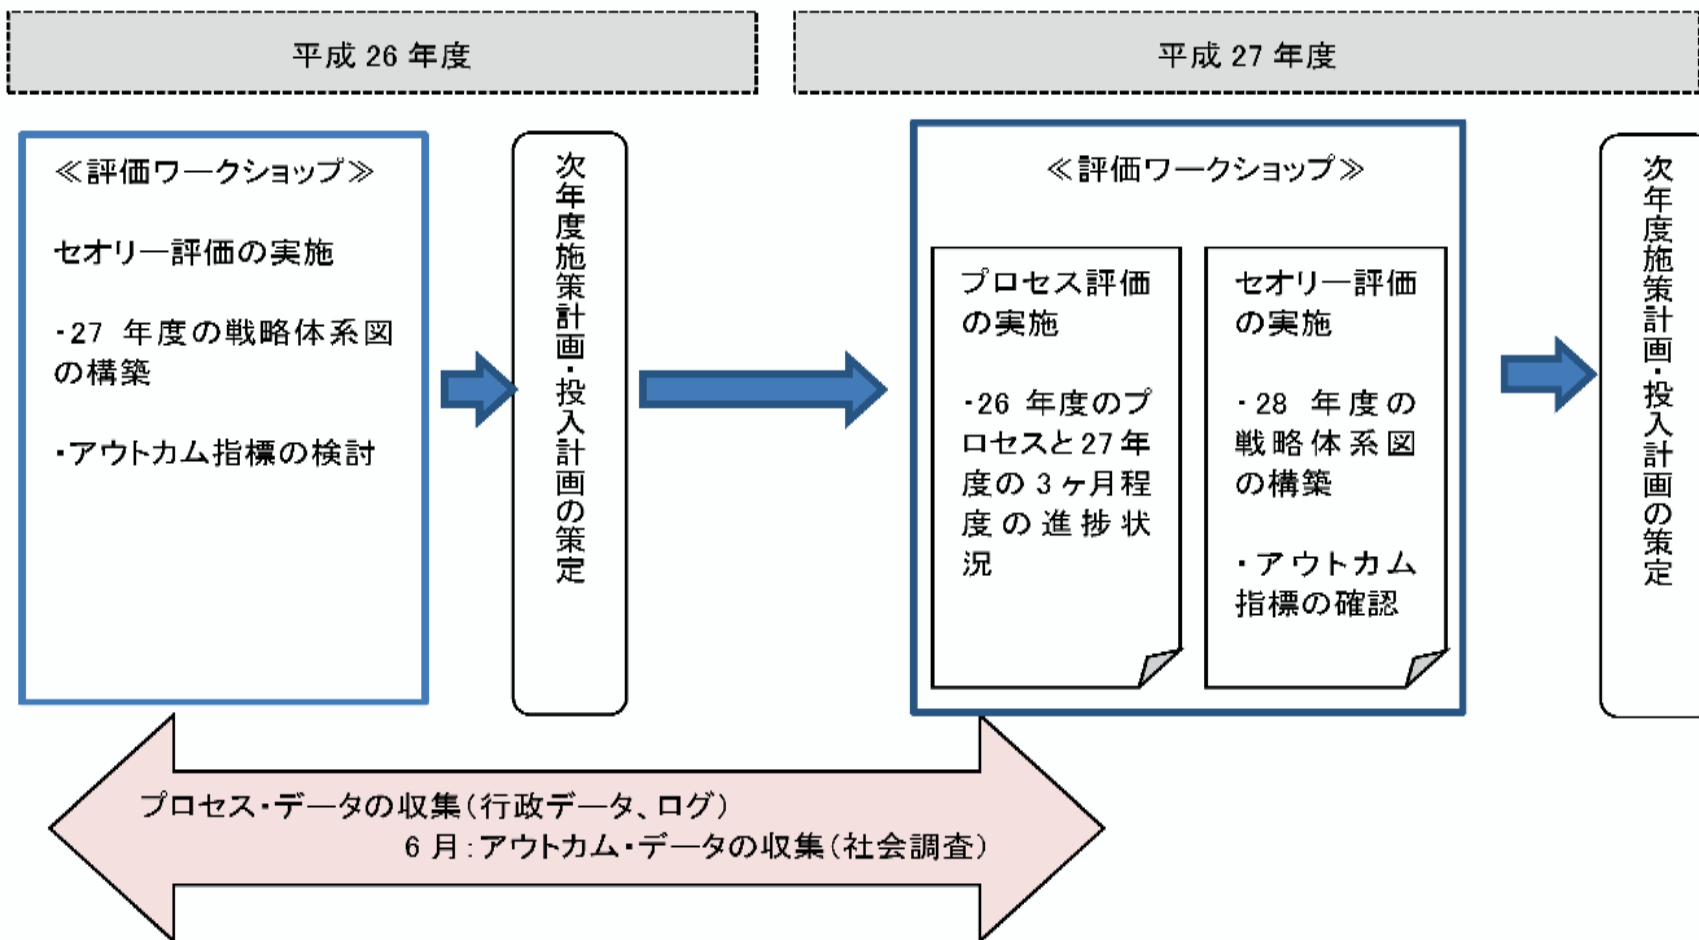 平成 26 年度
平成 27 年度
≪評価ワークショップ≫
セオリー評価の実施
・27 年度の戦略体系図
の構築
・アウトカム指標の検討
次年度施策計画・投入計画の策定
≪評価ワークショップ≫
プロセス評価
の実施
・26 年度のプ
ロセスと 27 年
度の 3 ヶ月程
度の進捗状
況
セオリー評価
の実施
・28 年度の
戦略体系図
の構築
・アウトカム
指標の確認
次年度施策計画・投入計画の策定
プロセス・データの収集（行政データ、ログ）
6 月：アウトカム・データの収集（社会調査）